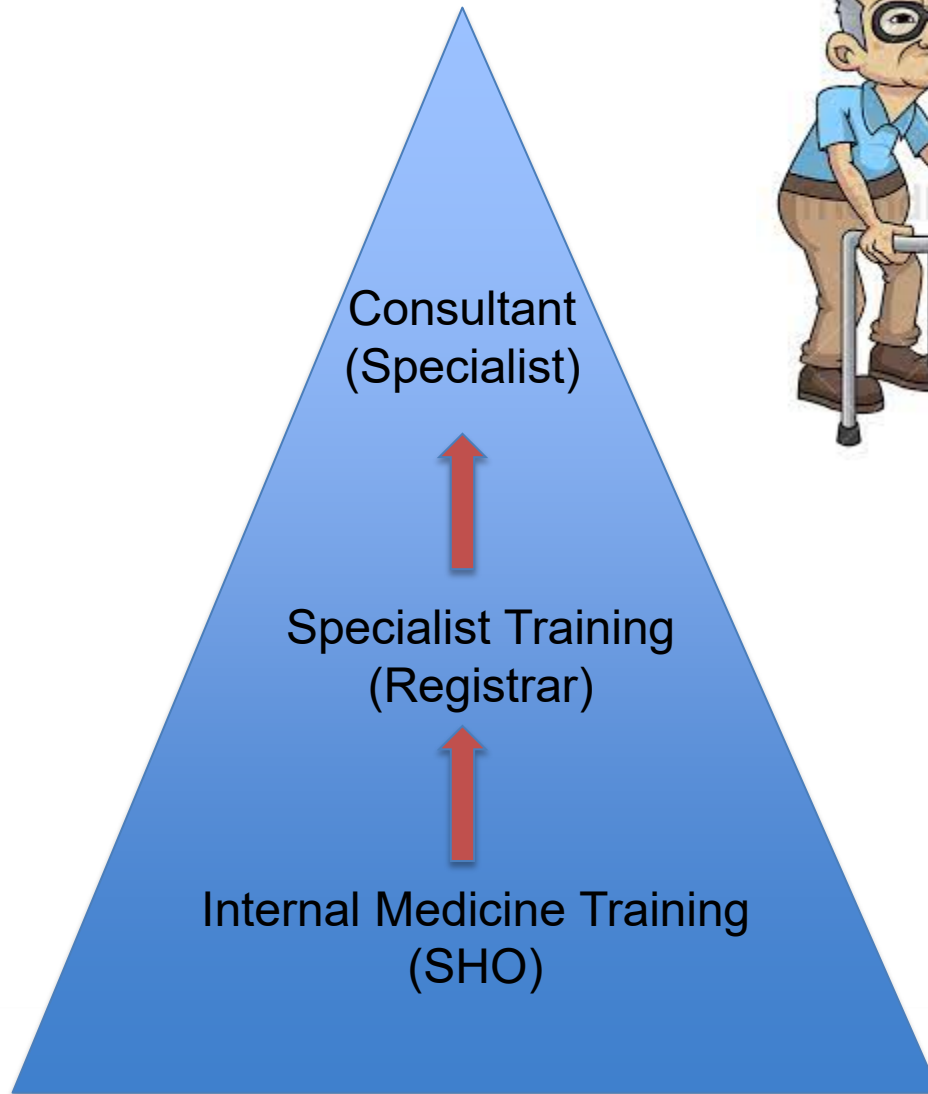 Consultant
(Specialist)
Specialist Training
(Registrar)
Internal Medicine Training
(SHO)